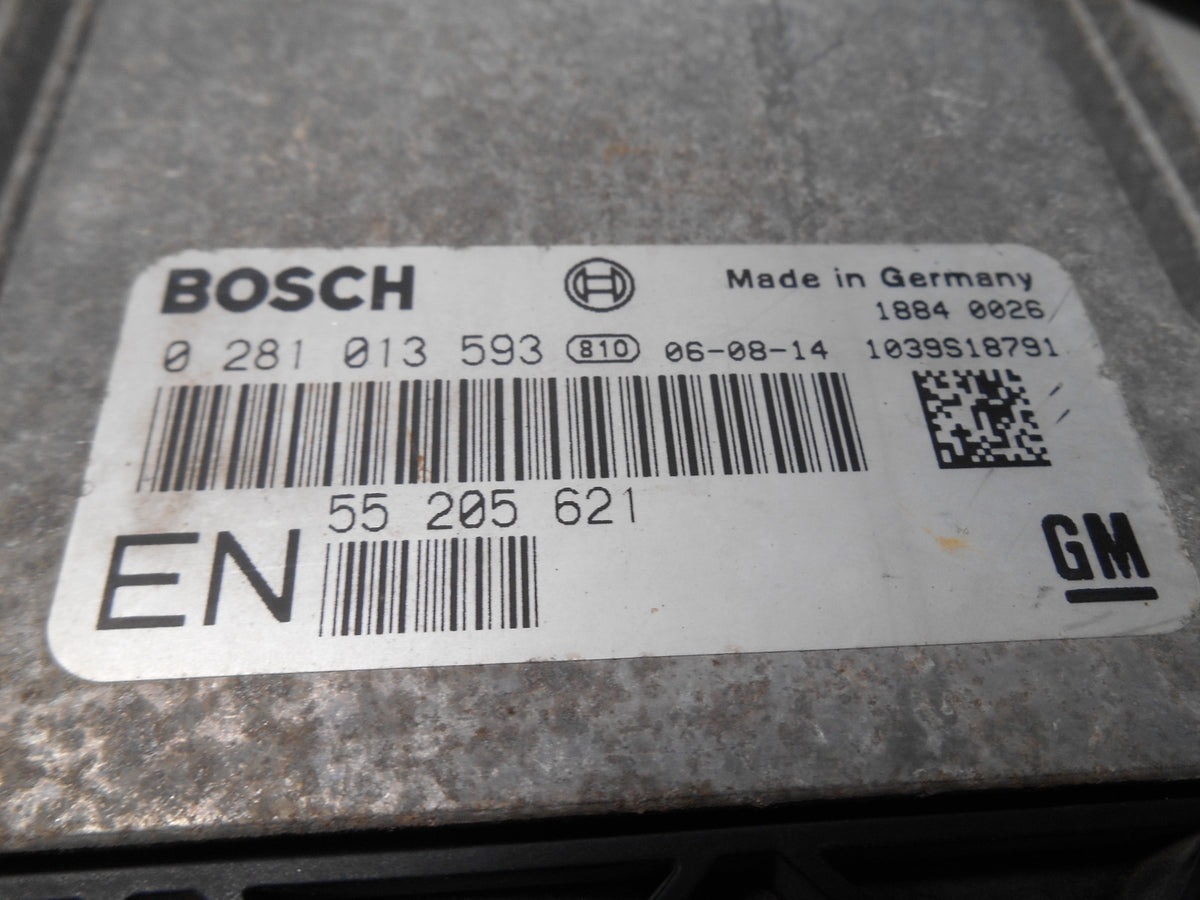 BOSCH
Made in Germany
1884 0026
0 281 013 593 810 06-08-14 1039S18791
55 205 621
EN
GM